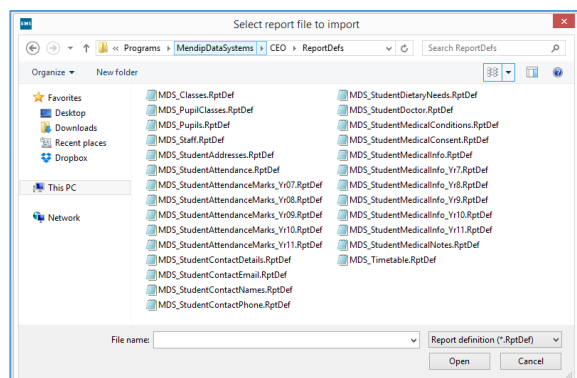 SIMS
Select report file to import
« Programs MendipDataSystems CEO ReportDefs
Search ReportDefs
Organize
New folder
Favorites
Desktop
Downloads
Recent places
Dropbox
This PC
Network
MDS_Classes.RptDef
MDS_PupilClasses.RptDef
MDS_Pupils.RptDef
MDS_Staff.RptDef
MDS_StudentAddresses.RptDef
MDS_StudentAttendance.RptDef
MDS_StudentAttendanceMarks_Yr07.RptDef
MDS_StudentAttendanceMarks_Yr08.RptDef
MDS_StudentAttendanceMarks_Yr09.RptDef
MDS_StudentAttendanceMarks_Yr10.RptDef
MDS_StudentAttendanceMarks_Yr11.RptDef
MDS_StudentContactDetails.RptDef
MDS_StudentContactEmail.RptDef
MDS_StudentContactNames.RptDef
MDS_StudentContactPhone.RptDef
MDS_StudentDietaryNeeds.RptDef
MDS_StudentDoctor.RptDef
MDS_StudentMedicalConditions.RptDef
MDS_StudentMedicalConsent.RptDef
MDS_StudentMedicalInfo.RptDef
MDS_StudentMedicalInfo_Yr7.RptDef
MDS_StudentMedicalInfo_Yr8.RptDef
MDS_StudentMedicalInfo_Yr9.RptDef
MDS_StudentMedicalInfo_Yr10.RptDef
MDS_StudentMedicalInfo_Yr11.RptDef
MDS_StudentMedicalNotes.RptDef
MDS_Timetable.RptDef
File name:
Report definition (*.RptDef)
Open
Cancel